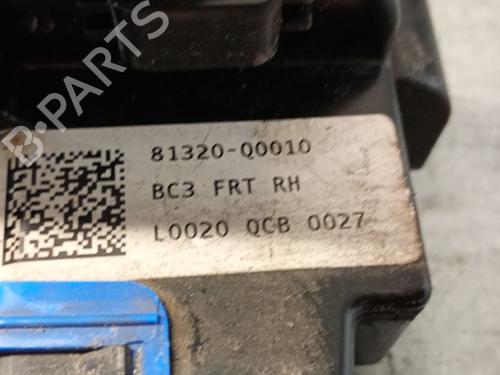 B-PARTS
81320-Q0010
BC3 FRT RH
L0020 QCB 0027